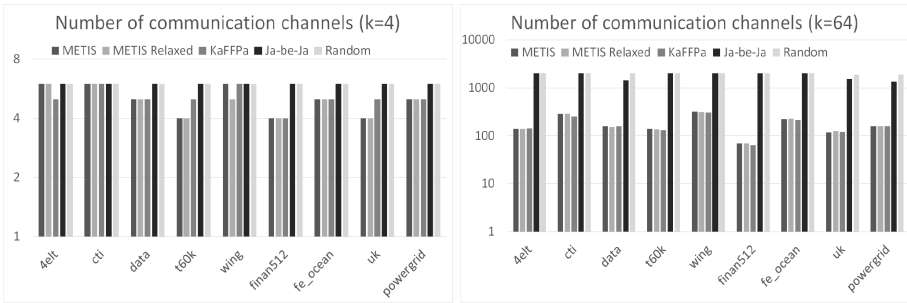 Number of communication channels (k=4)
METIS METIS Relaxed KaFFPa Ja-be-Ja Random
8
4
2
1
4elt cti data t60k wing finan512 fe_ocean uk powergrid
Number of communication channels (k=64)
METIS METIS Relaxed KaFFPa Ja-be-Ja Random
10000
1000
100
10
1
4elt cti data t60k wing finan512 fe_ocean uk powergrid